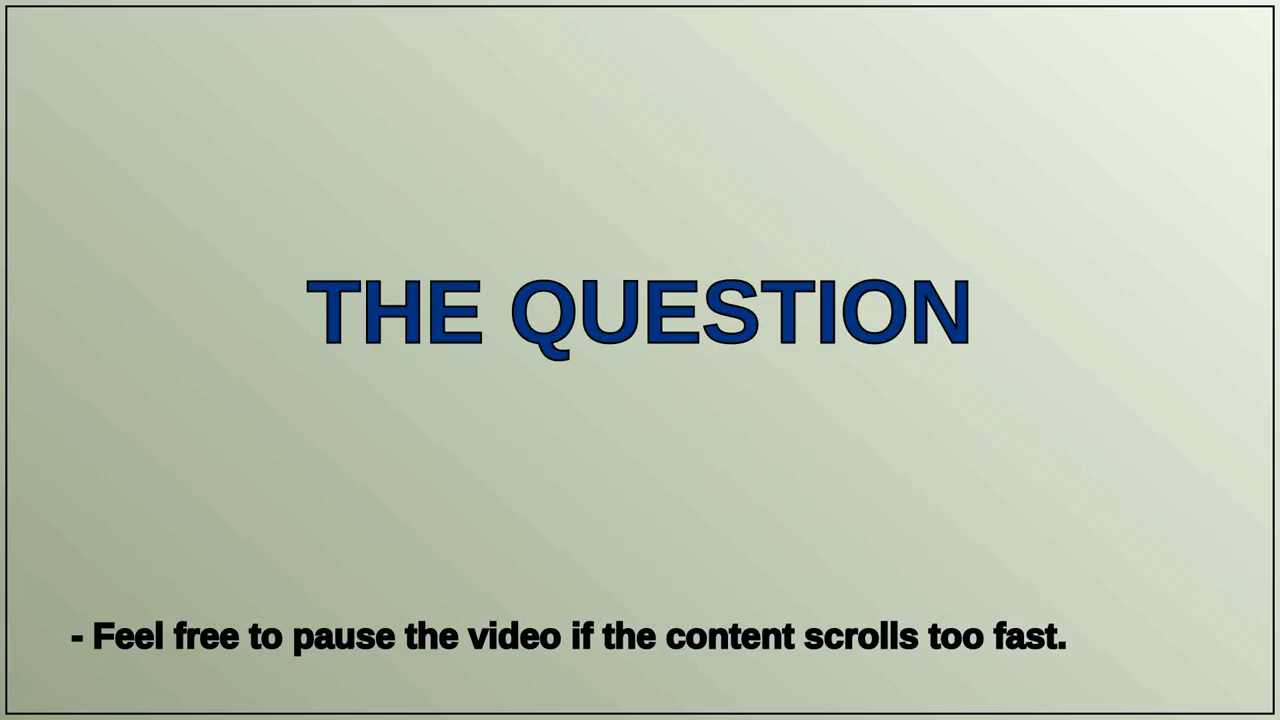 THE QUESTION
- Feel free to pause the video if the content scrolls too fast.